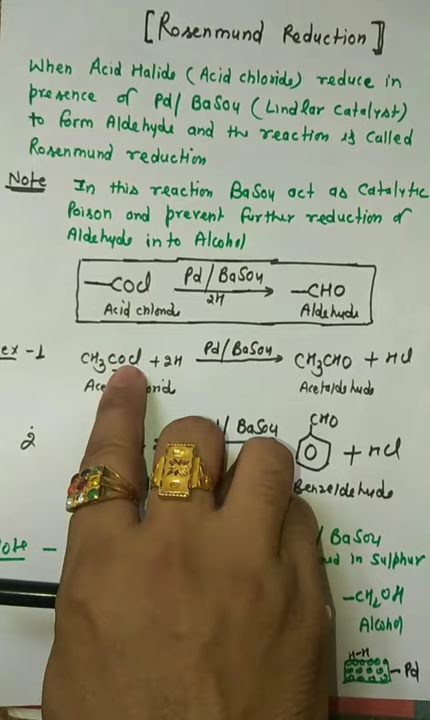 [Rosenmund Reduction]
When Acid Halide (Acid chloride) reduce in
presence of Pd/BaSO4 (Lindlar Catalyst)
to form Aldehyde and the reaction is called
Rosenmund reduction
Note In this reaction BaSO4 act as Catalytic
Poison and prevent further reduction of
Aldehyde in to Alcohol
—COCl Pd/BaSO4 2H —CHO
Acid chloride Aldehyde
ex-1 CH3COCl + 2H Pd/BaSO4 CH3CHO + HCl
Acetaldehyde
2 BaSO4 CHO + HCl
Benzeldehyde
Note - / BaSO4
in Sulphur
—CH2OH
Alcohol
H-H
Pd